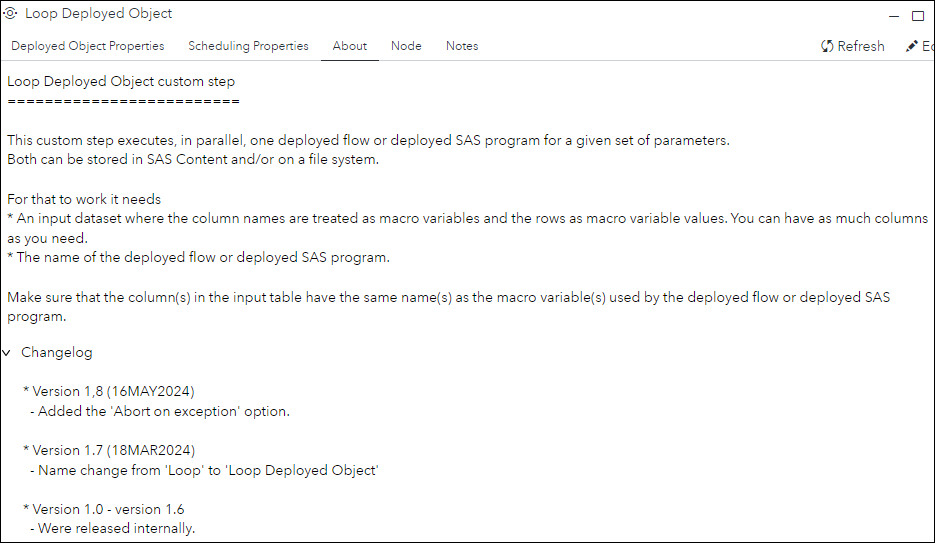 Loop Deployed Object
Deployed Object Properties Scheduling Properties About Node Notes Refresh
Loop Deployed Object custom step
=========================
This custom step executes, in parallel, one deployed flow or deployed SAS program for a given set of parameters.
Both can be stored in SAS Content and/or on a file system.
For that to work it needs
* An input dataset where the column names are treated as macro variables and the rows as macro variable values. You can have as much columns
as you need.
* The name of the deployed flow or deployed SAS program.
Make sure that the column(s) in the input table have the same name(s) as the macro variable(s) used by the deployed flow or deployed SAS
program.
Changelog
* Version 1,8 (16MAY2024)
- Added the 'Abort on exception' option.
* Version 1.7 (18MAR2024)
- Name change from 'Loop' to 'Loop Deployed Object'
* Version 1.0 - version 1.6
- Were released internally.